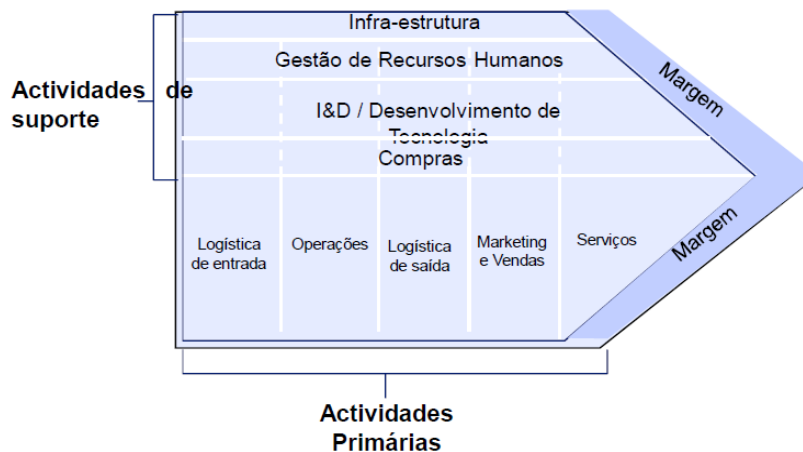 Infra-estrutura
Gestão de Recursos Humanos
Actividades de
suporte
I&D / Desenvolvimento de
Tecnologia
Compras
Margem
Margem
Logística
de entrada
Operações
Logística
de saída
Marketing
e Vendas
Serviços
Actividades
Primárias